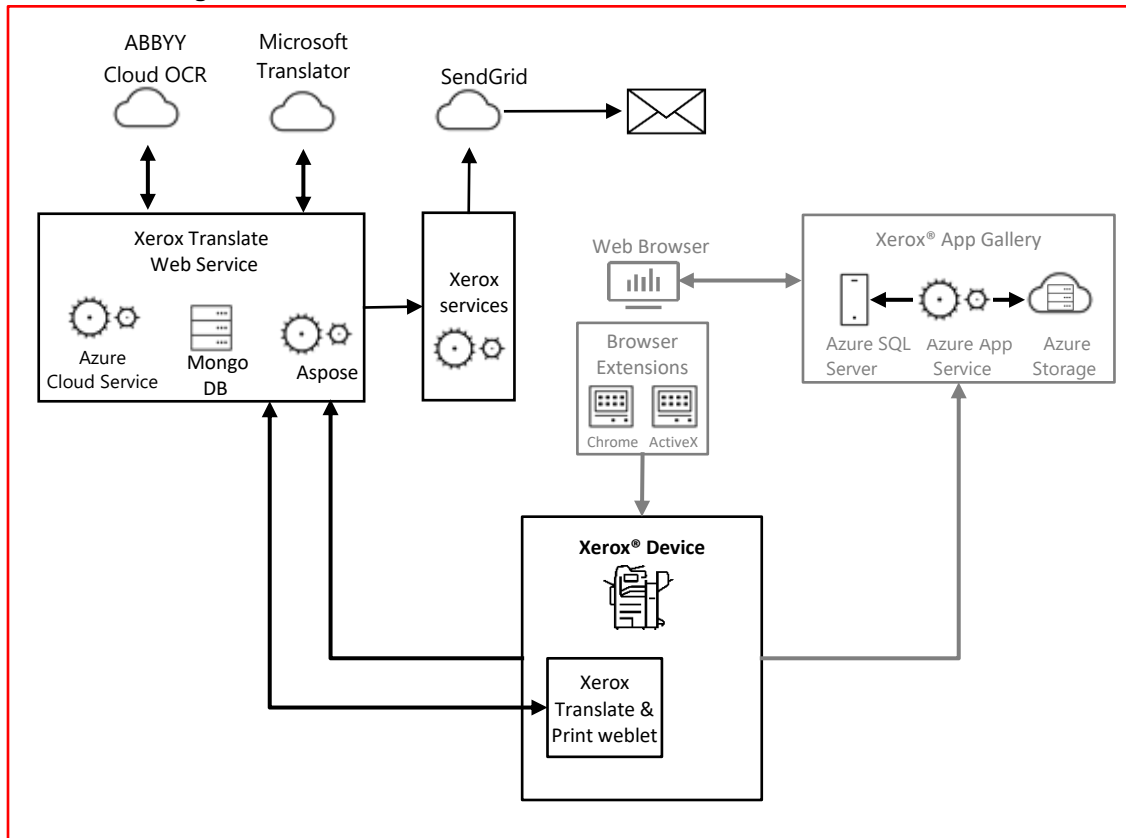 ABBYY
Cloud OCR
Microsoft
Translator
SendGrid
Xerox Translate
Web Service
Azure
Cloud Service
Mongo
DB
Aspose
Xerox
services
Web Browser
Browser
Extensions
Chrome
ActiveX
Xerox® App Gallery
Azure SQL
Server
Azure App
Service
Azure
Storage
Xerox® Device
Xerox
Translate &
Print weblet